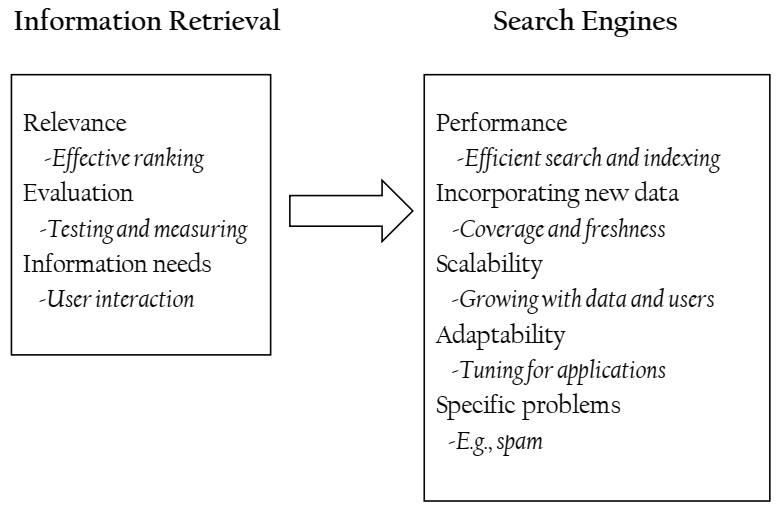 Information Retrieval
Relevance
-Effective ranking
Evaluation
-Testing and measuring
Information needs
-User interaction
Search Engines
Performance
-Efficient search and indexing
Incorporating new data
-Coverage and freshness
Scalability
-Growing with data and users
Adaptability
-Tuning for applications
Specific problems
-E.g., spam